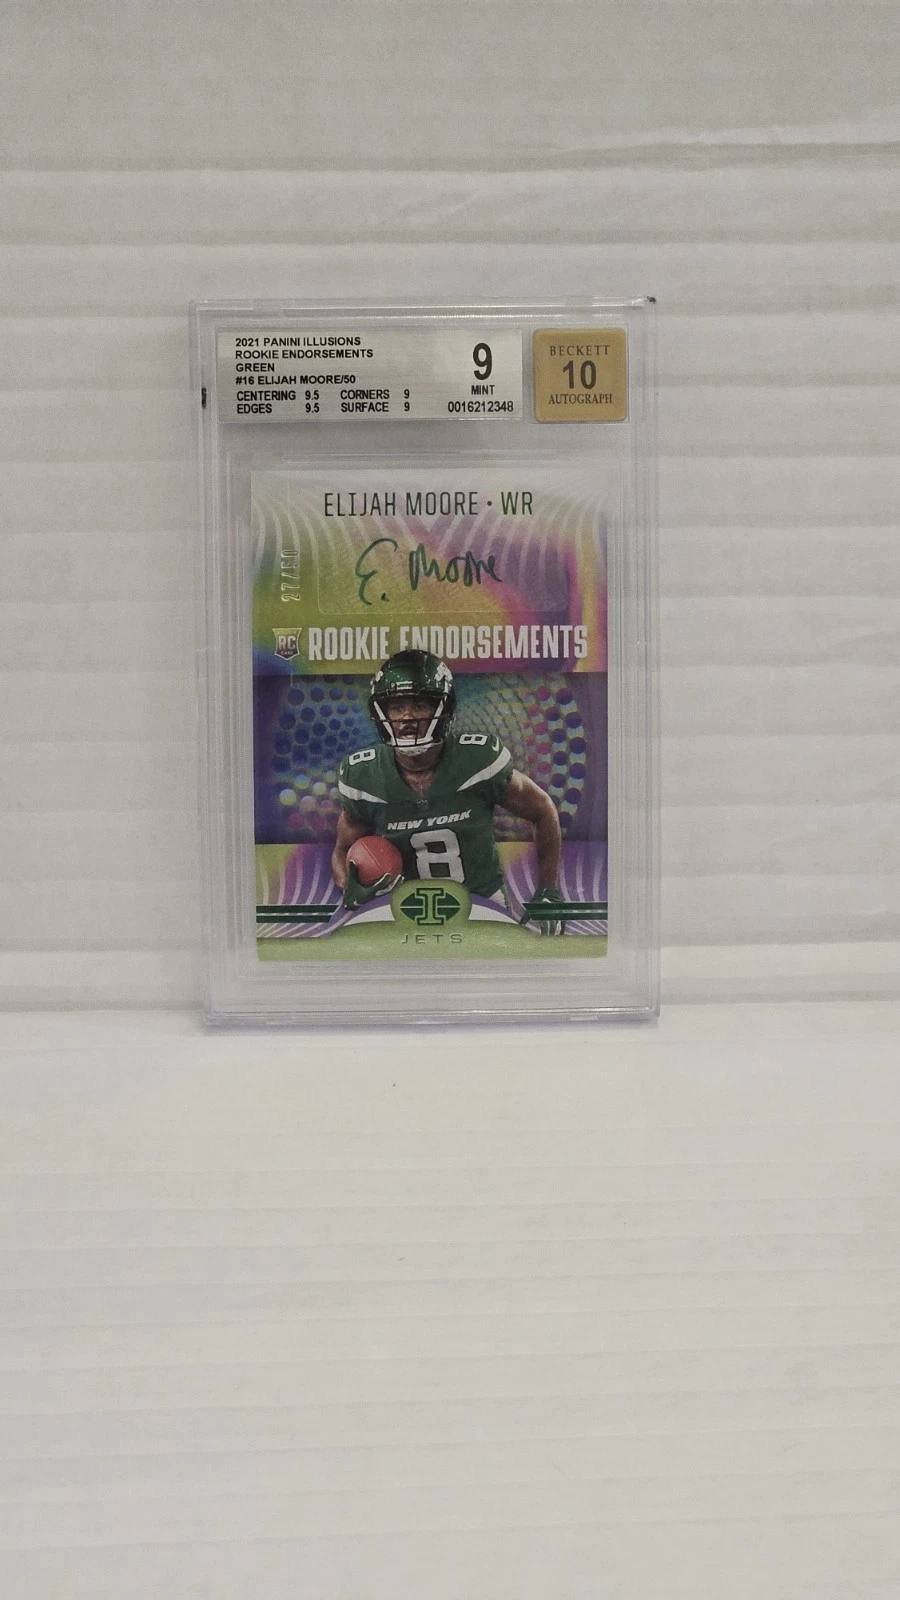 2021 PANINI ILLUSIONS
ROOKIE ENDORSEMENTS
GREEN
#16 ELIJAH MOORE/50
CENTERING 9.5 CORNERS 9
EDGES 9.5 SURFACE 9
9
MINT
0016212348
BECKETT
10
AUTOGRAPH
ELIJAH MOORE • WR
E. Moore
27/50
RC
ROOKIE ENDORSEMENTS
8
8
NEW YORK
8
I
JETS